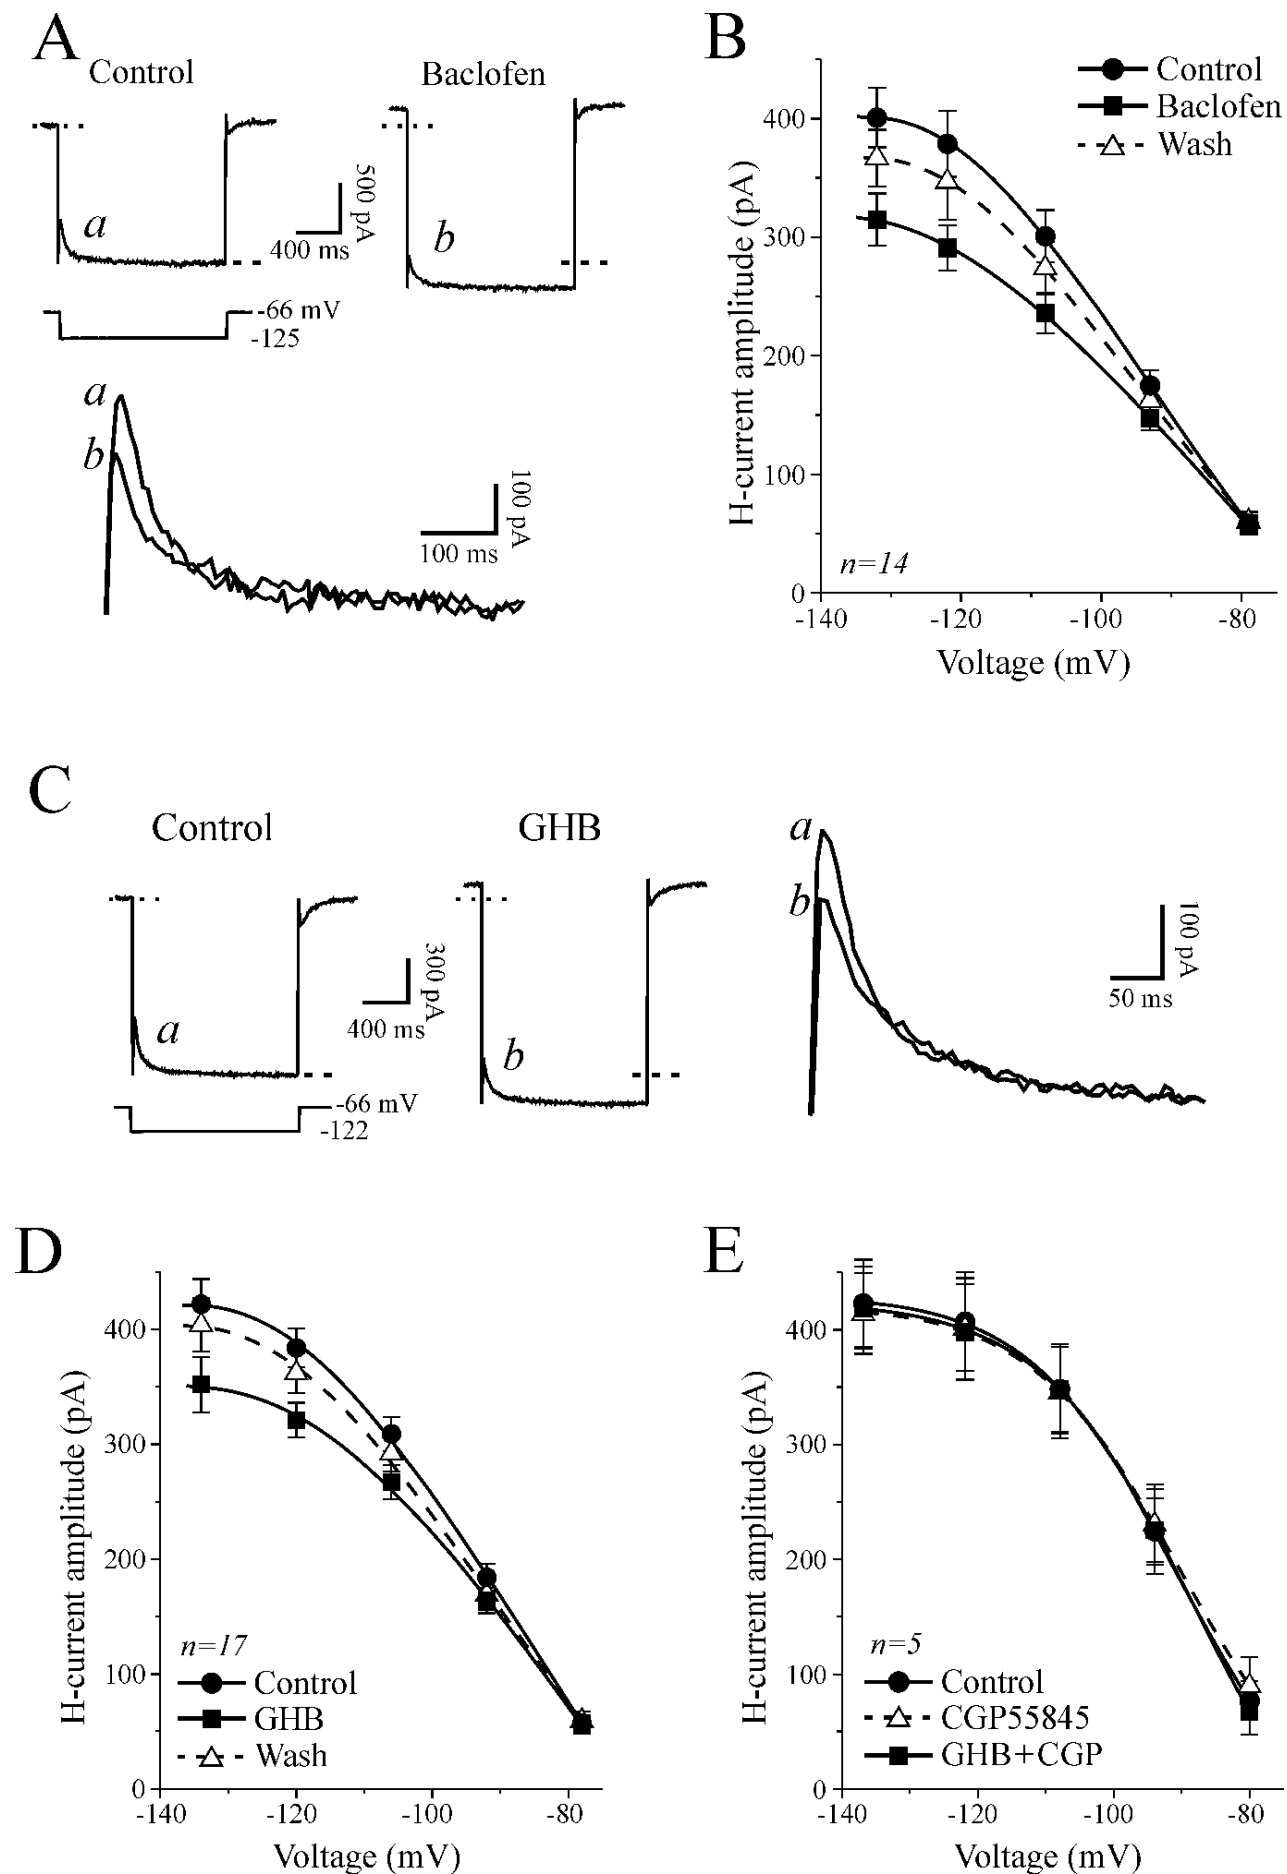 A
Control
Baclofen
a
b
500 pA
400 ms
-66 mV
-125
a
b
100 pA
100 ms
B
Control
Baclofen
Wash
H-current amplitude (pA)
400
300
200
100
0
n=14
-140
-120
-100
-80
Voltage (mV)
C
Control
GHB
a
b
300 pA
400 ms
-66 mV
-122
a
b
100 pA
50 ms
D
H-current amplitude (pA)
400
300
200
100
0
n=17
Control
GHB
Wash
-140
-120
-100
-80
Voltage (mV)
E
H-current amplitude (pA)
400
300
200
100
0
n=5
Control
CGP55845
GHB+CGP
-140
-120
-100
-80
Voltage (mV)